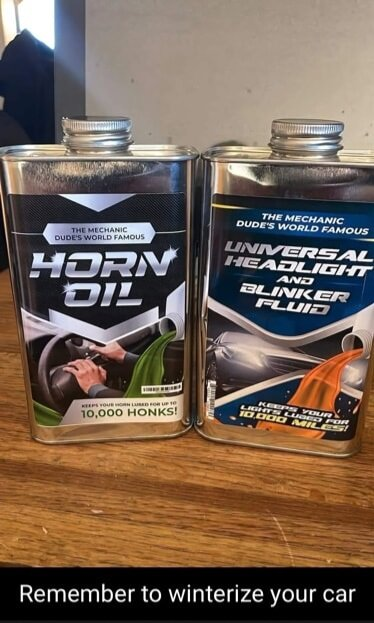 THE MECHANIC
DUDE'S WORLD FAMOUS
HORN
OIL
KEEPS YOUR HORN LUBED FOR UP TO
10,000 HONKS!
THE MECHANIC
DUDE'S WORLD FAMOUS
UNIVERSAL
HEADLIGHT
AND
BLINKER
FLUID
KEEPS YOUR
LIGHTS LUBED FOR
10,000 MILES!
Remember to winterize your car